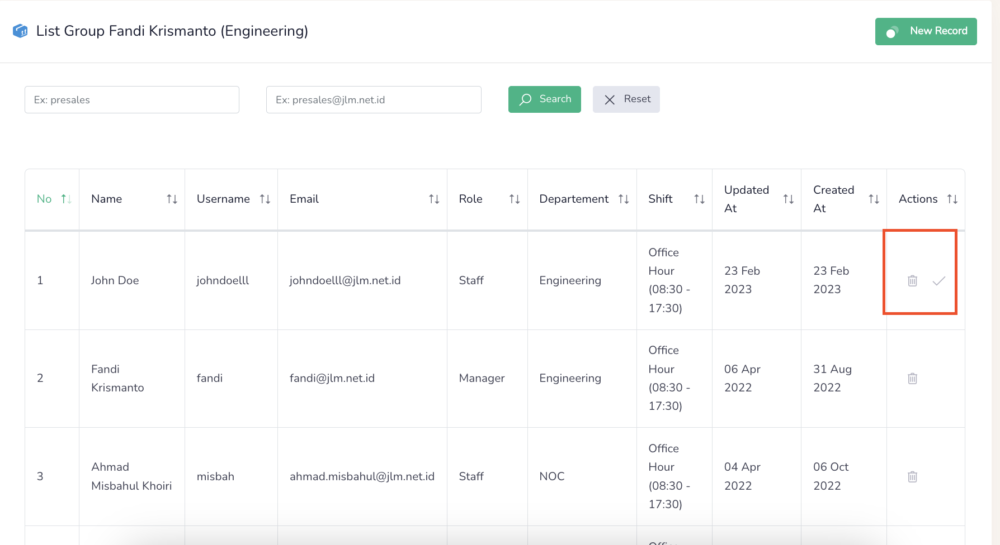 List Group Fandi Krismanto (Engineering)
New Record
Ex: presales
Ex: presales@jlm.net.id
Search
Reset
No
Name
Username
Email
Role
Departement
Shift
Updated
At
Created
At
Actions
1
John Doe
johndoelll
johndoelll@jlm.net.id
Staff
Engineering
Office
Hour
(08:30 -
17:30)
23 Feb
2023
23 Feb
2023
2
Fandi
Krismanto
fandi
fandi@jlm.net.id
Manager
Engineering
Office
Hour
(08:30 -
17:30)
06 Apr
2022
31 Aug
2022
3
Ahmad
Misbahul Khoiri
misbah
ahmad.misbahul@jlm.net.id
Staff
NOC
Office
Hour
(08:30 -
17:30)
04 Apr
2022
06 Oct
2022